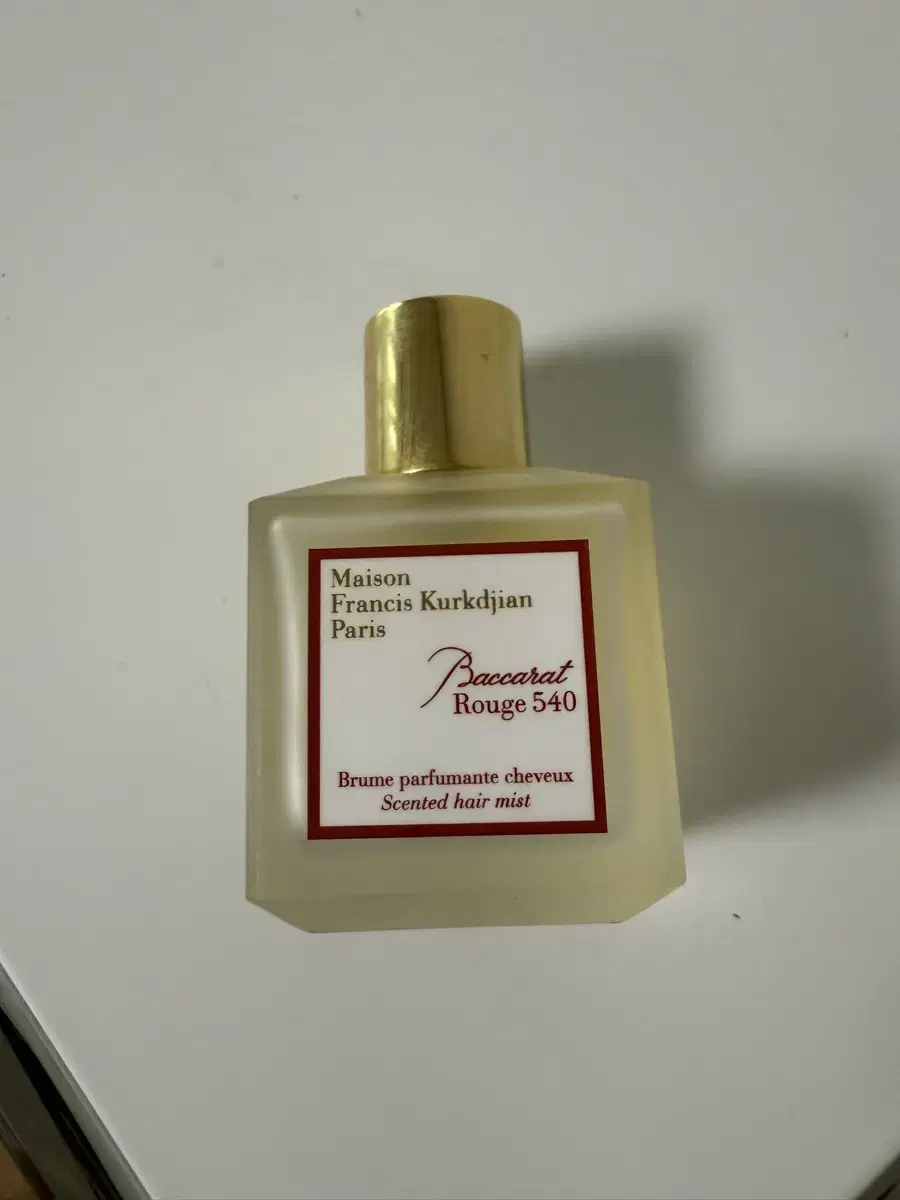 Maison
Francis Kurkdjian
Paris
Baccarat
Rouge 540
Brume parfumante cheveux
Scented hair mist